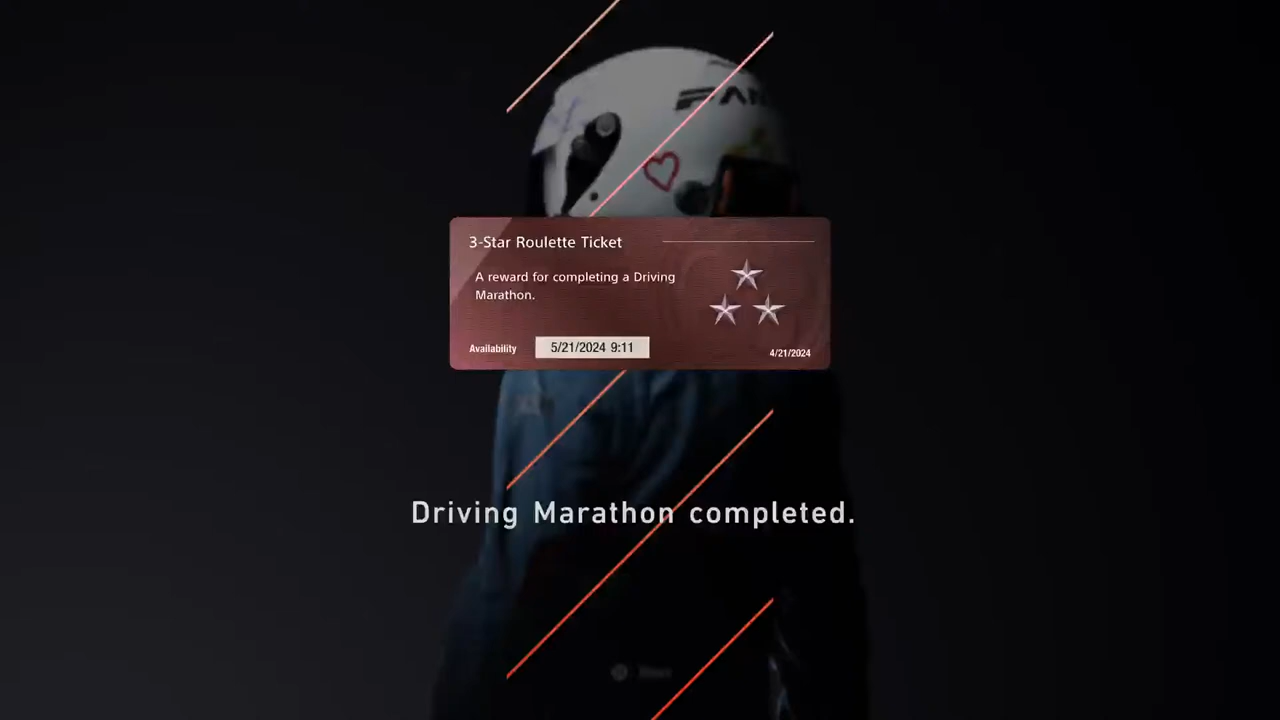 3-Star Roulette Ticket
A reward for completing a Driving
Marathon.
Availability
5/21/2024 9:11
4/21/2024
Driving Marathon completed.